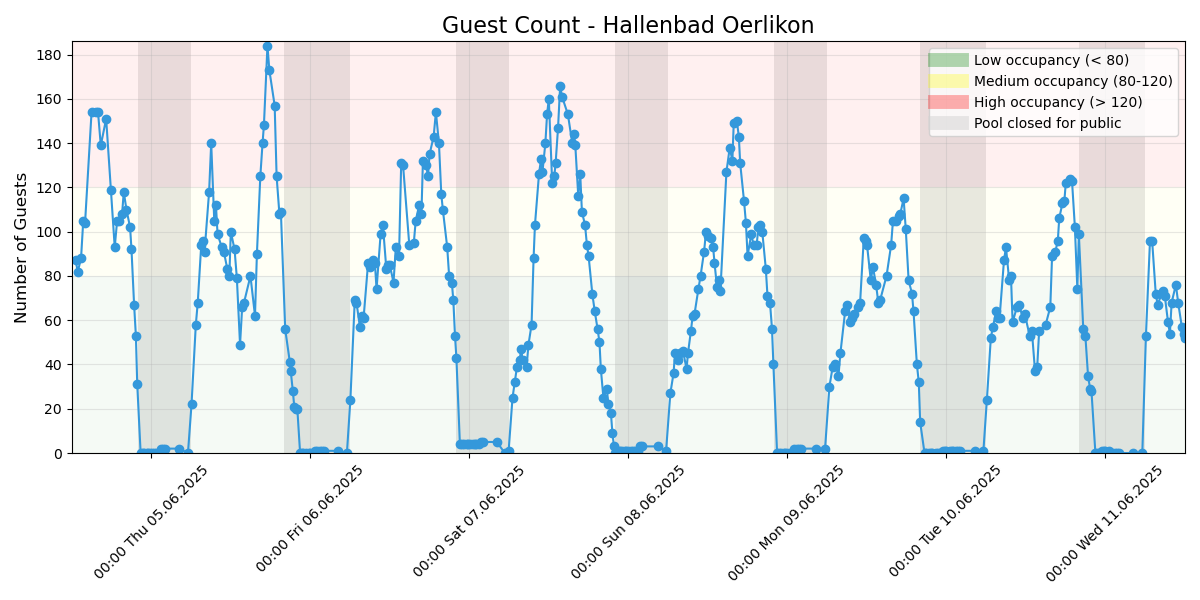 Guest Count - Hallenbad Oerlikon
Number of Guests
180
160
140
120
100
80
60
40
20
0
Low occupancy (< 80)
Medium occupancy (80-120)
High occupancy (> 120)
Pool closed for public
00:00 Thu 05.06.2025
00:00 Fri 06.06.2025
00:00 Sat 07.06.2025
00:00 Sun 08.06.2025
00:00 Mon 09.06.2025
00:00 Tue 10.06.2025
00:00 Wed 11.06.2025